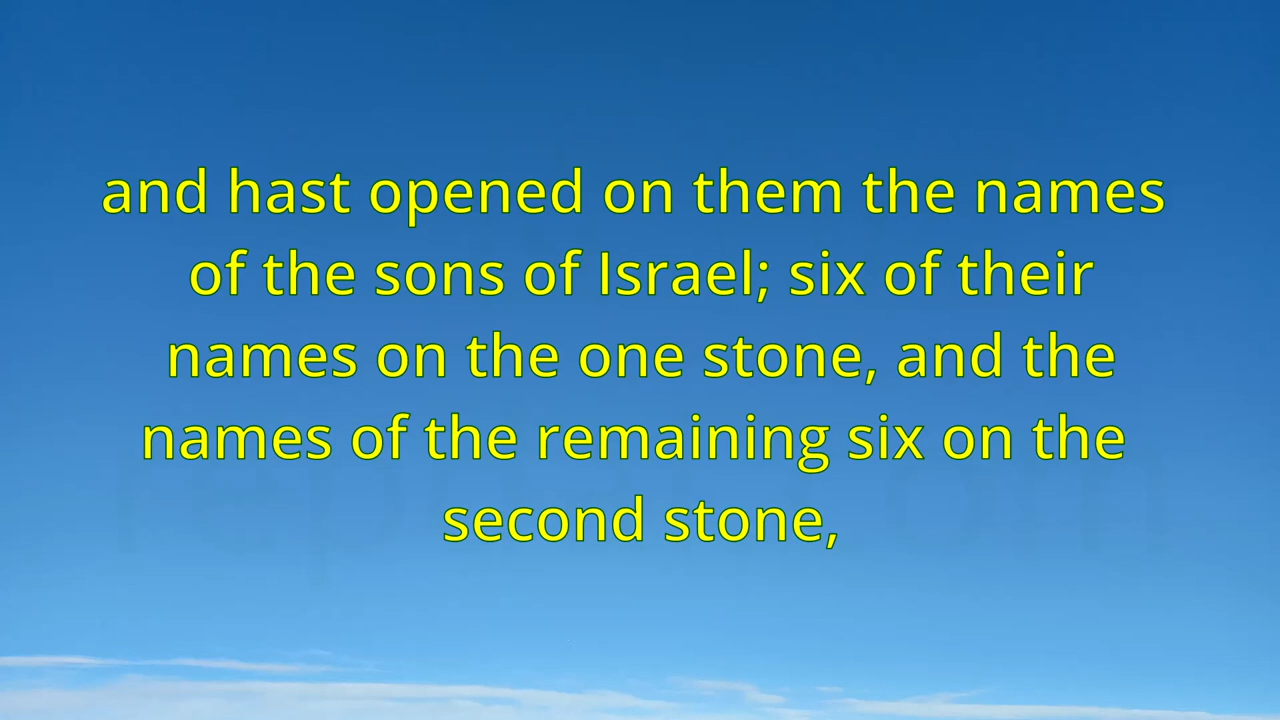 and hast opened on them the names
of the sons of Israel; six of their
names on the one stone, and the
names of the remaining six on the
second stone,